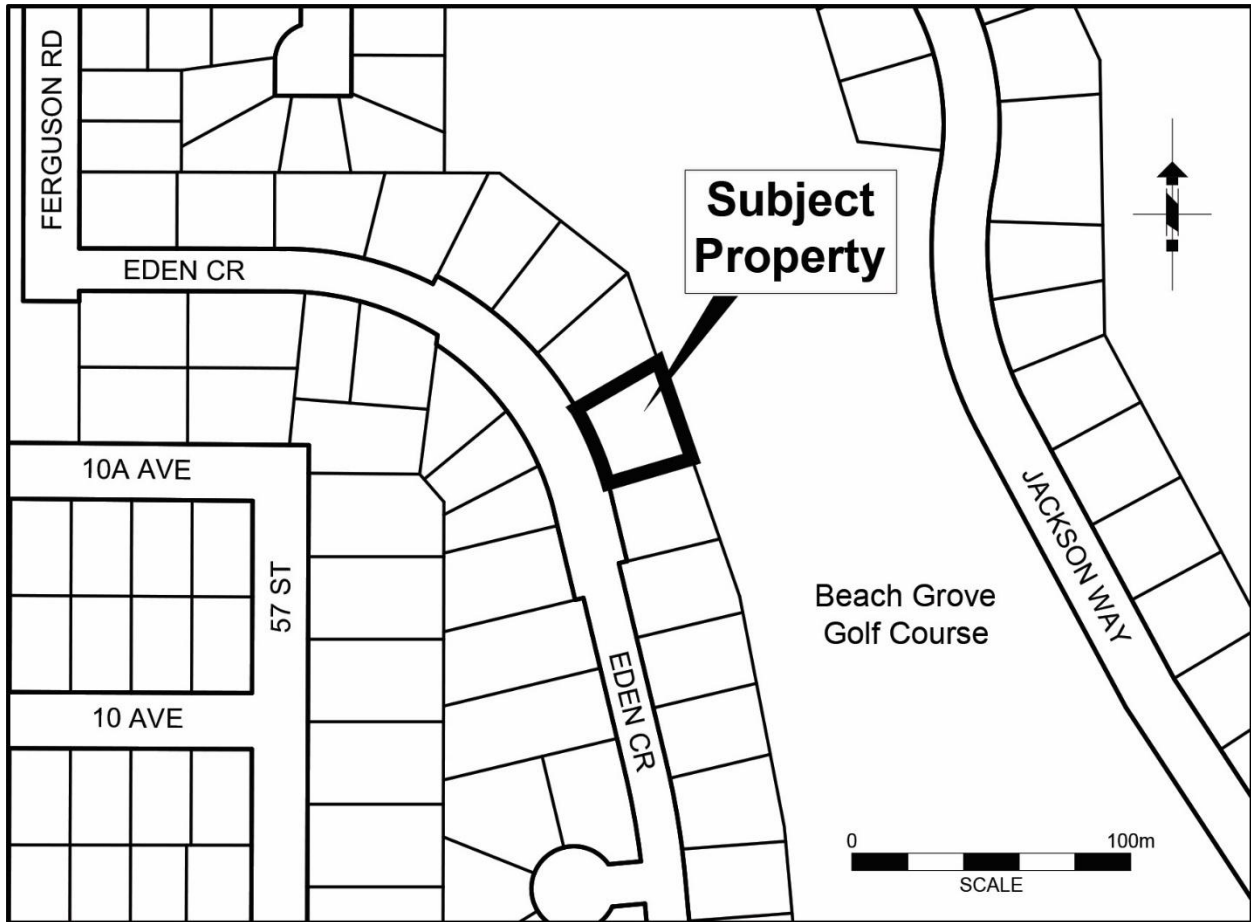 FERGUSON RD
Subject
Property
EDEN CR
10A AVE
57 ST
JACKSON WAY
Beach Grove
Golf Course
EDEN CR
10 AVE
0 100m
SCALE